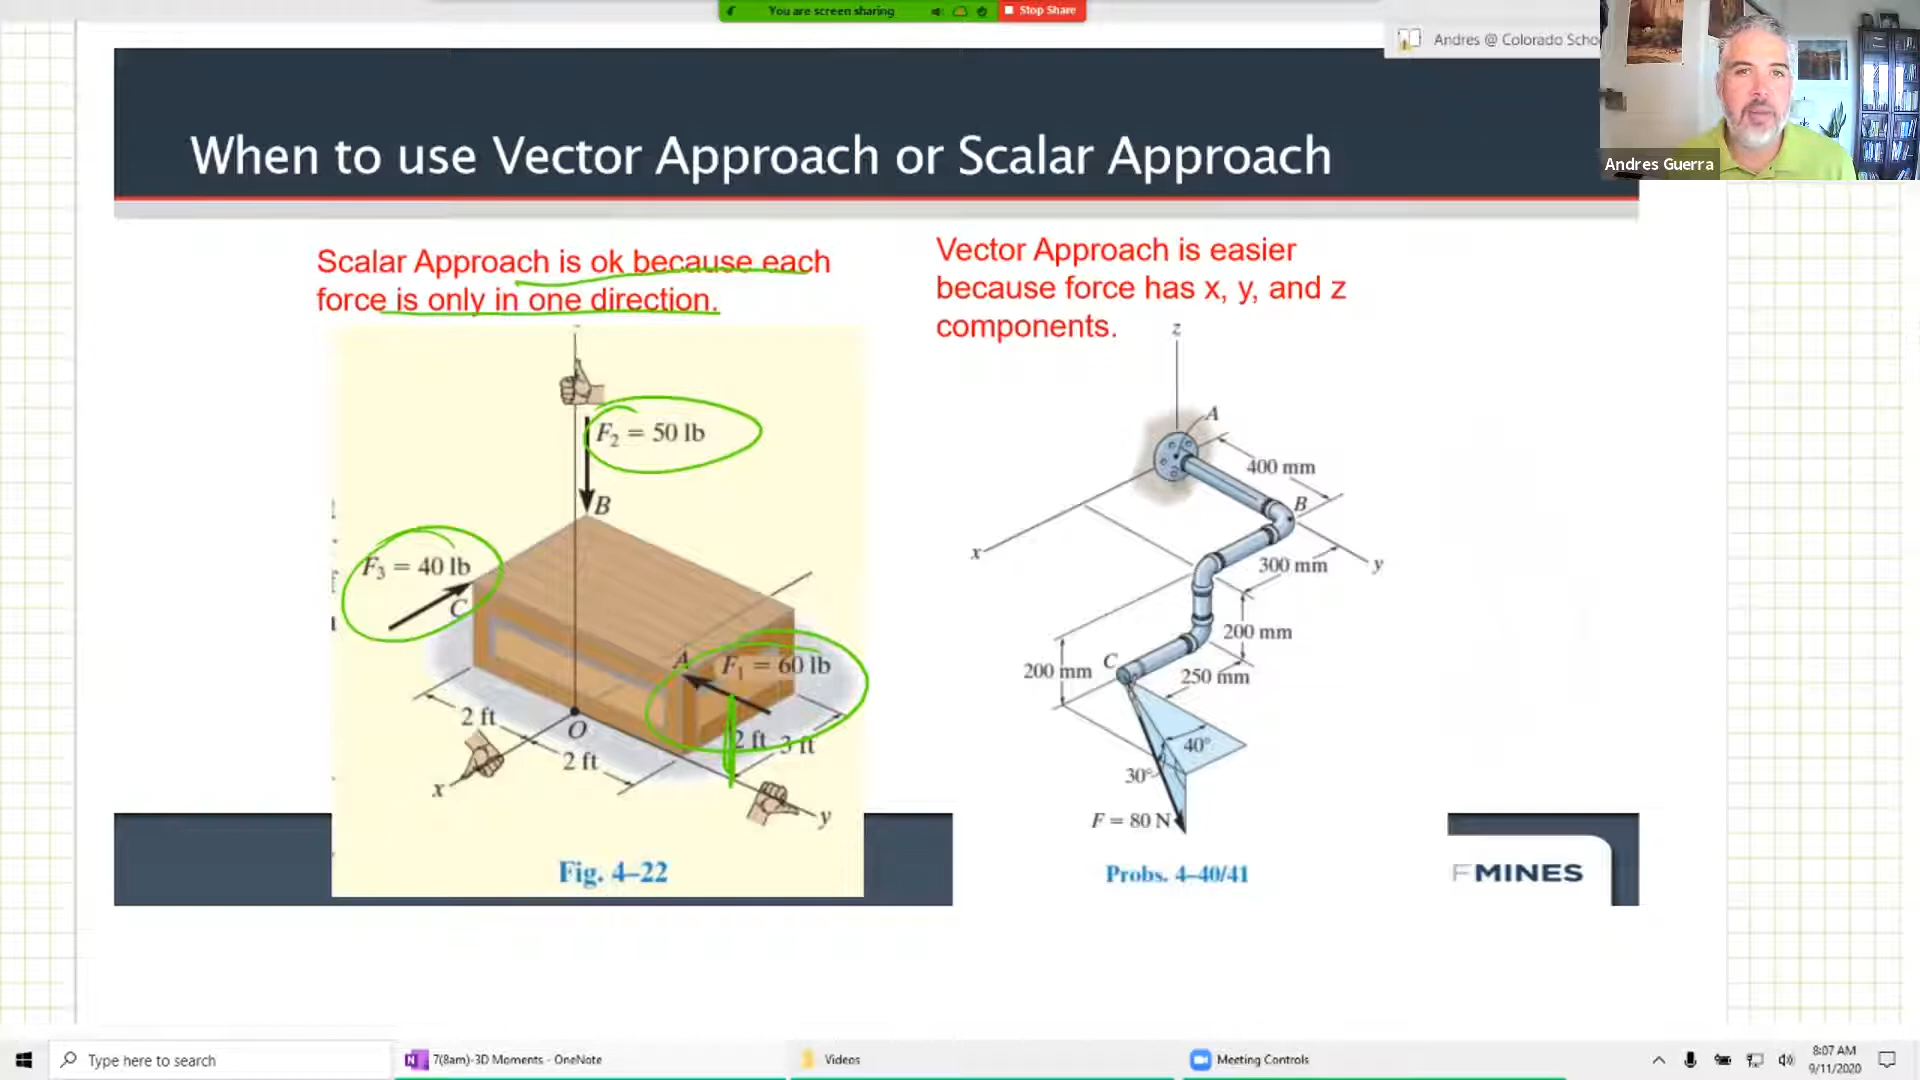 You are screen sharing
Stop Share
Andres @ Colorado Scho
Andres Guerra
When to use Vector Approach or Scalar Approach
Scalar Approach is ok because each
force is only in one direction.
Vector Approach is easier
because force has x, y, and z
components.
F₂ = 50 lb
B
F₃ = 40 lb
C
A
F₁ = 60 lb
2 ft
O
2 ft
2 ft
3 ft
x
y
Fig. 4–22
z
A
400 mm
B
x
300 mm
y
200 mm
200 mm
C
250 mm
40°
30°
F = 80 N
Probs. 4–40/41
MINES
Type here to search
7(8am)-3D Moments - OneNote
Videos
Meeting Controls
8:07 AM
9/11/2020